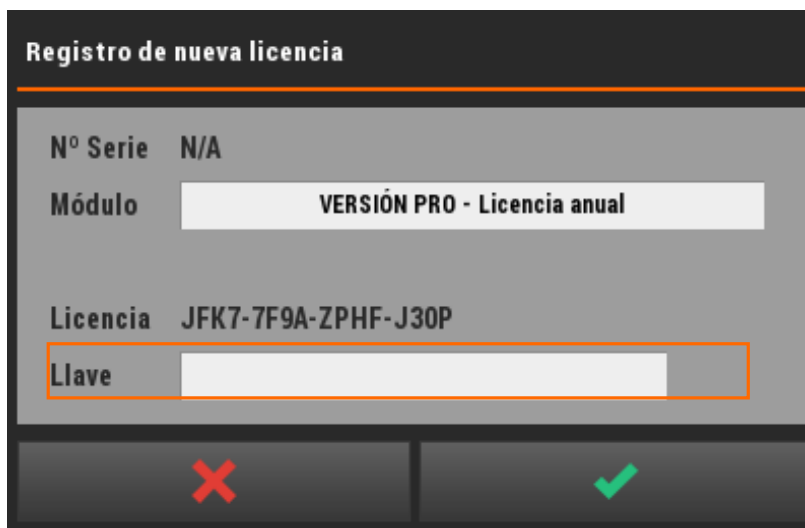 Registro de nueva licencia
Nº Serie N/A
Módulo VERSIÓN PRO - Licencia anual
Licencia JFK7-7F9A-ZPHF-J30P
Llave